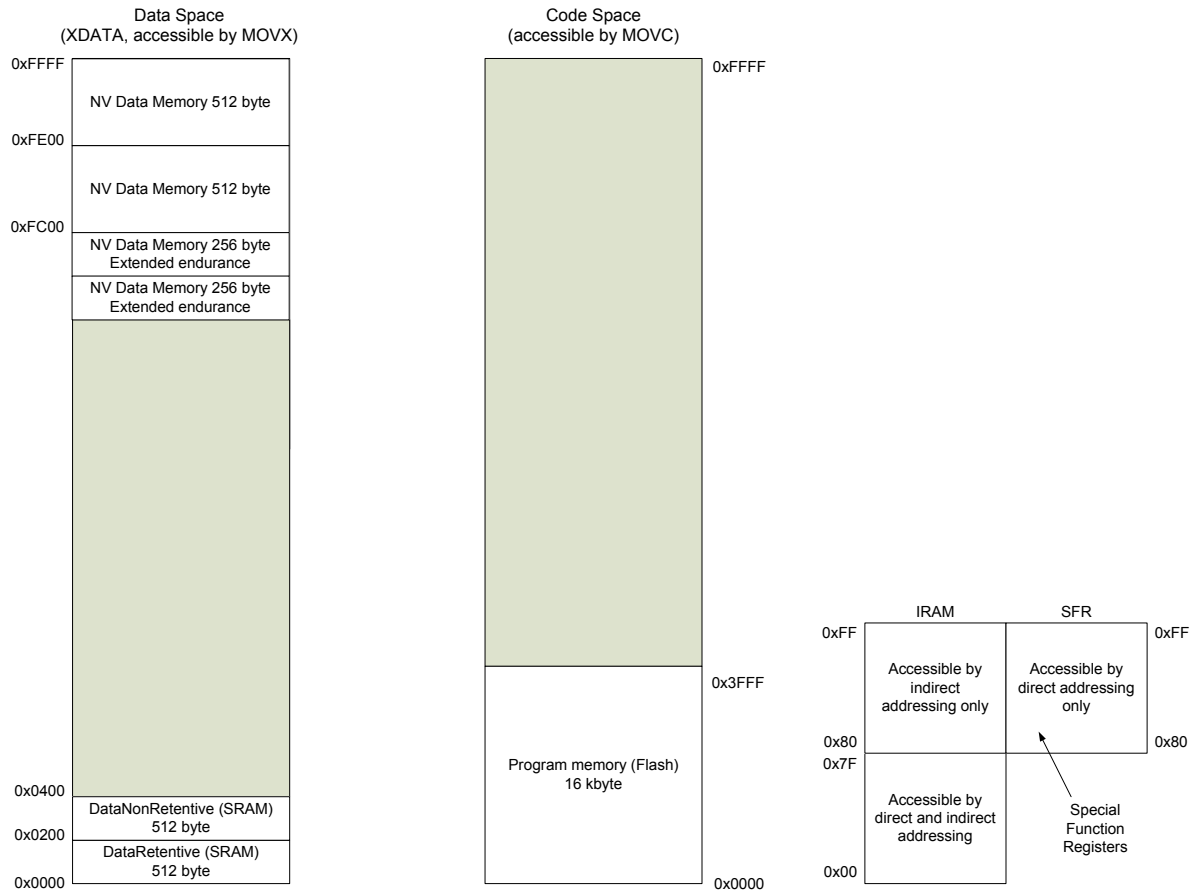 Data Space
(XDATA, accessible by MOVX)
0xFFFF
NV Data Memory 512 byte
0xFE00
NV Data Memory 512 byte
0xFC00
NV Data Memory 256 byte
Extended endurance
NV Data Memory 256 byte
Extended endurance
0x0400
DataNonRetentive (SRAM)
512 byte
0x0200
DataRetentive (SRAM)
512 byte
0x0000
Code Space
(accessible by MOVC)
0xFFFF
0x3FFF
Program memory (Flash)
16 kbyte
0x0000
IRAM
SFR
0xFF
0xFF
Accessible by
indirect
addressing only
Accessible by
direct addressing
only
0x80
0x80
0x7F
Accessible by
direct and indirect
addressing
0x00
Special
Function
Registers